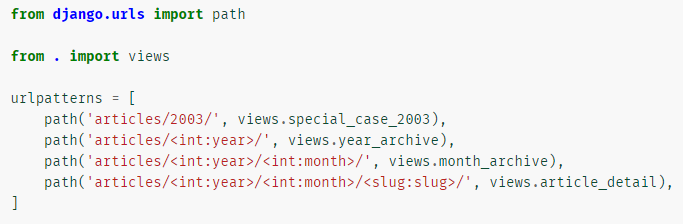 from django.urls import path
from . import views
urlpatterns = [
    path('articles/2003/', views.special_case_2003),
    path('articles/<int:year>/', views.year_archive),
    path('articles/<int:year>/<int:month>/', views.month_archive),
    path('articles/<int:year>/<int:month>/<slug:slug>/', views.article_detail),
]